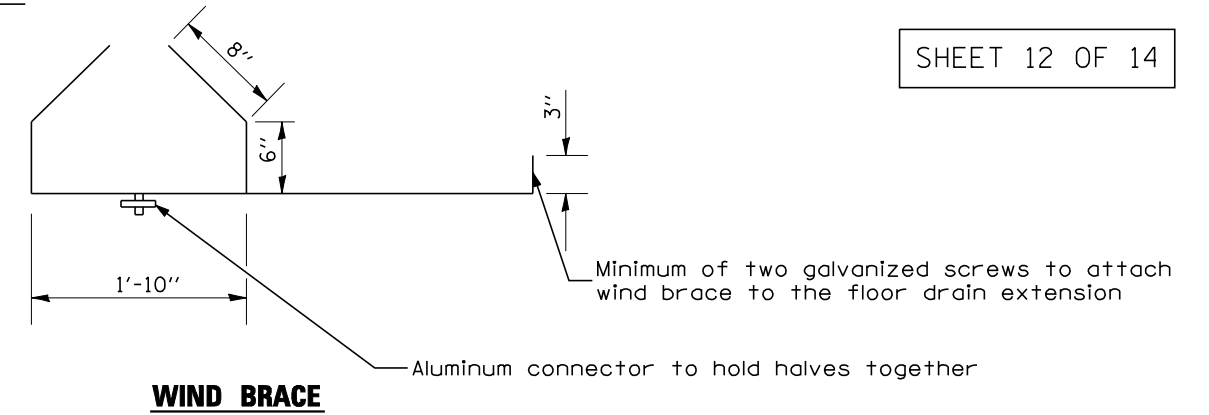 SHEET 12 OF 14
8"
3"
6"
1'-10"
Minimum of two galvanized screws to attach
wind brace to the floor drain extension
Aluminum connector to hold halves together
WIND BRACE